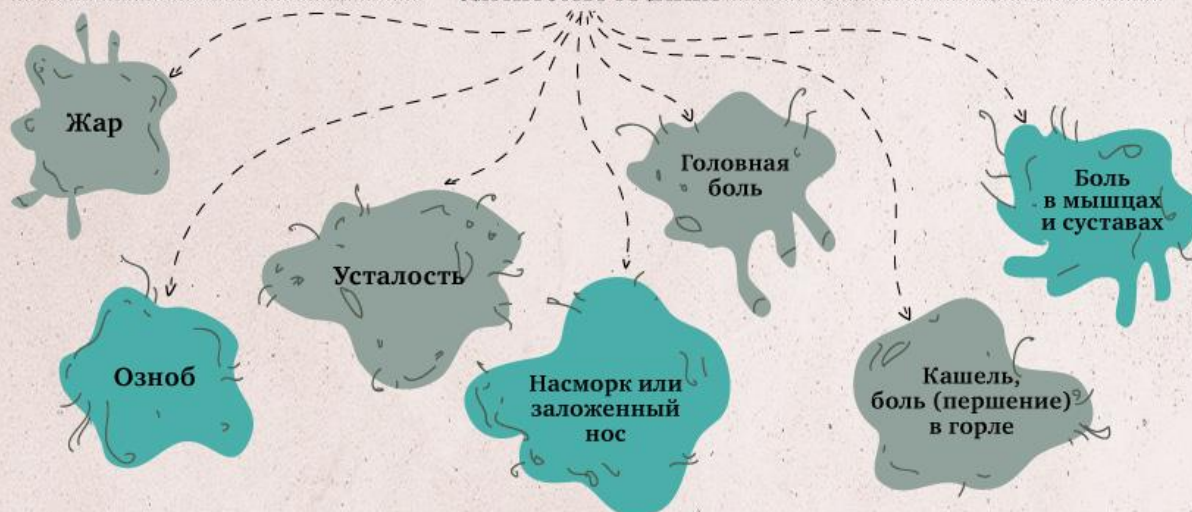 Жар
Головная
боль
Боль
в мышцах
и суставах
Усталость
Озноб
Насморк или
заложенный
нос
Кашель,
боль (першение)
в горле